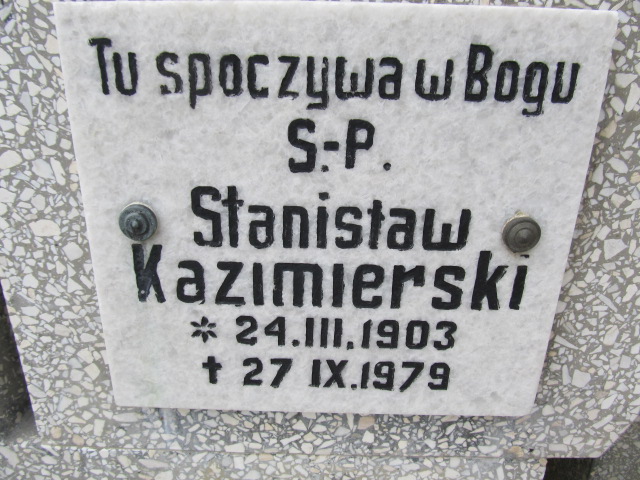 Tu spoczywa w Bogu
S.-P.
Stanisław
Kazimierski
* 24.III.1903
† 27 IX.1979